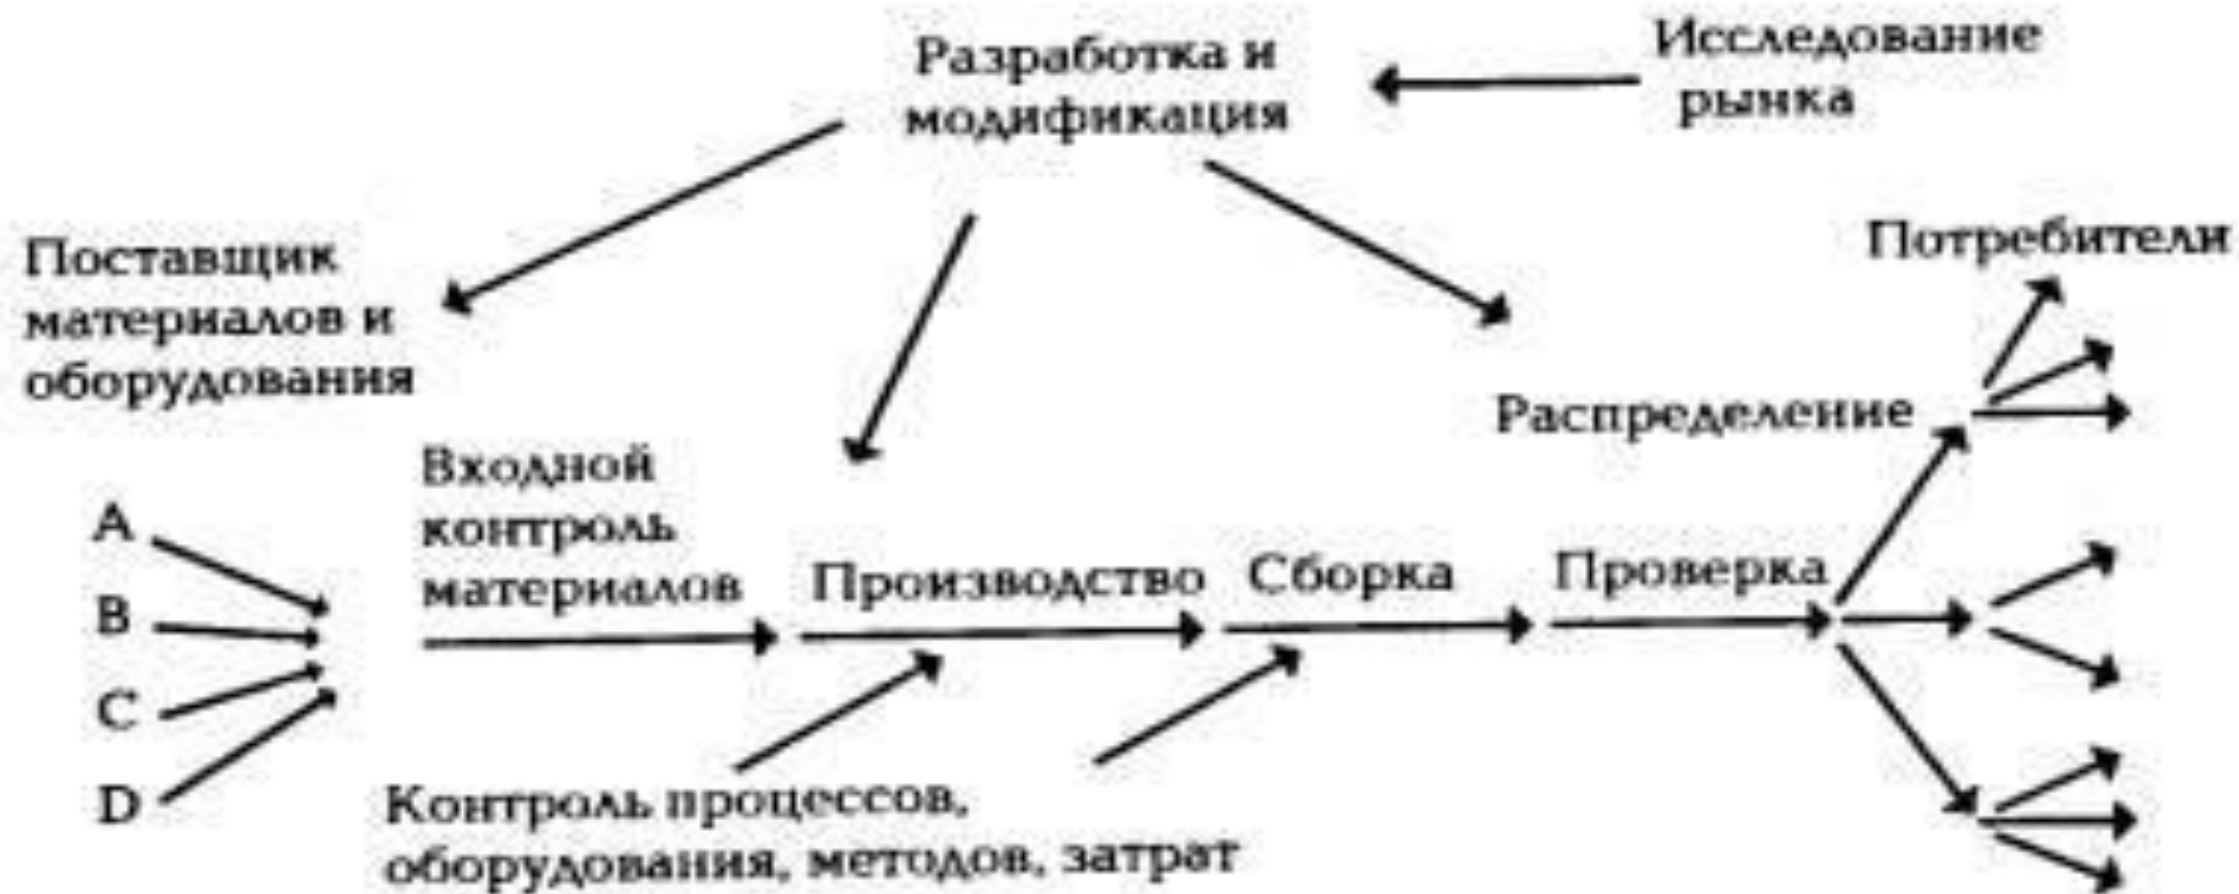 Разработка и
модификация
Исследование
рынка
Поставщик
материалов и
оборудования
Потребители
Распределение
Входной
контроль
материалов
Производство
Сборка
Проверка
A
B
C
D
Контроль процессов,
оборудования, методов, затрат